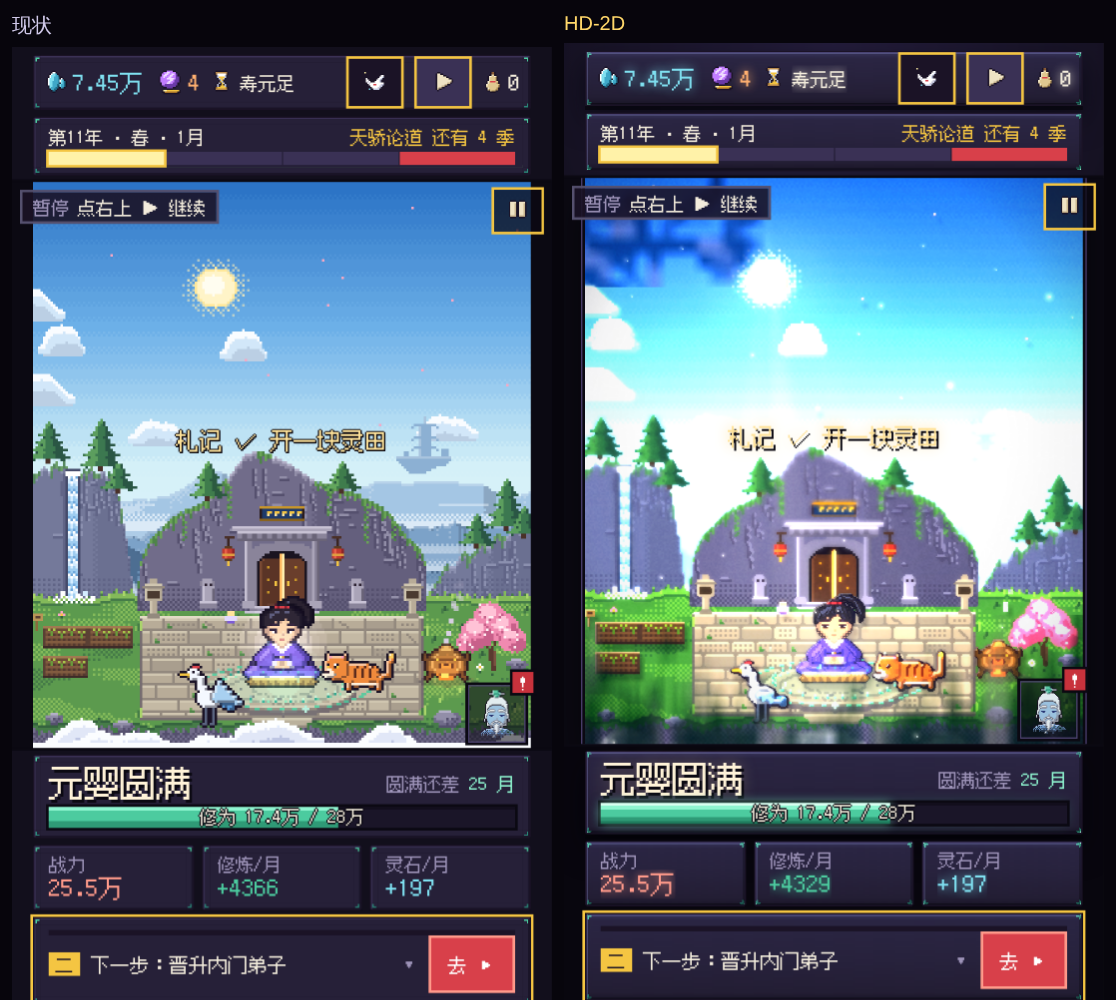 现状
7.45万 4 寿元足 0
第11年 · 春 · 1月 天骄论道 还有 4 季
暂停 点右上 ▶ 继续
札记 ✓ 开一块灵田
元婴圆满 圆满还差 25 月
修为 17.4万 / 28万
战力 修炼/月 灵石/月
25.5万 +4366 +197
二 下一步：晋升内门弟子 ▼ 去 ▶
HD-2D
7.45万 4 寿元足 0
第11年 · 春 · 1月 天骄论道 还有 4 季
暂停 点右上 ▶ 继续
札记 ✓ 开一块灵田
元婴圆满 圆满还差 25 月
修为 17.4万 / 28万
战力 修炼/月 灵石/月
25.5万 +4329 +197
二 下一步：晋升内门弟子 ▼ 去 ▶